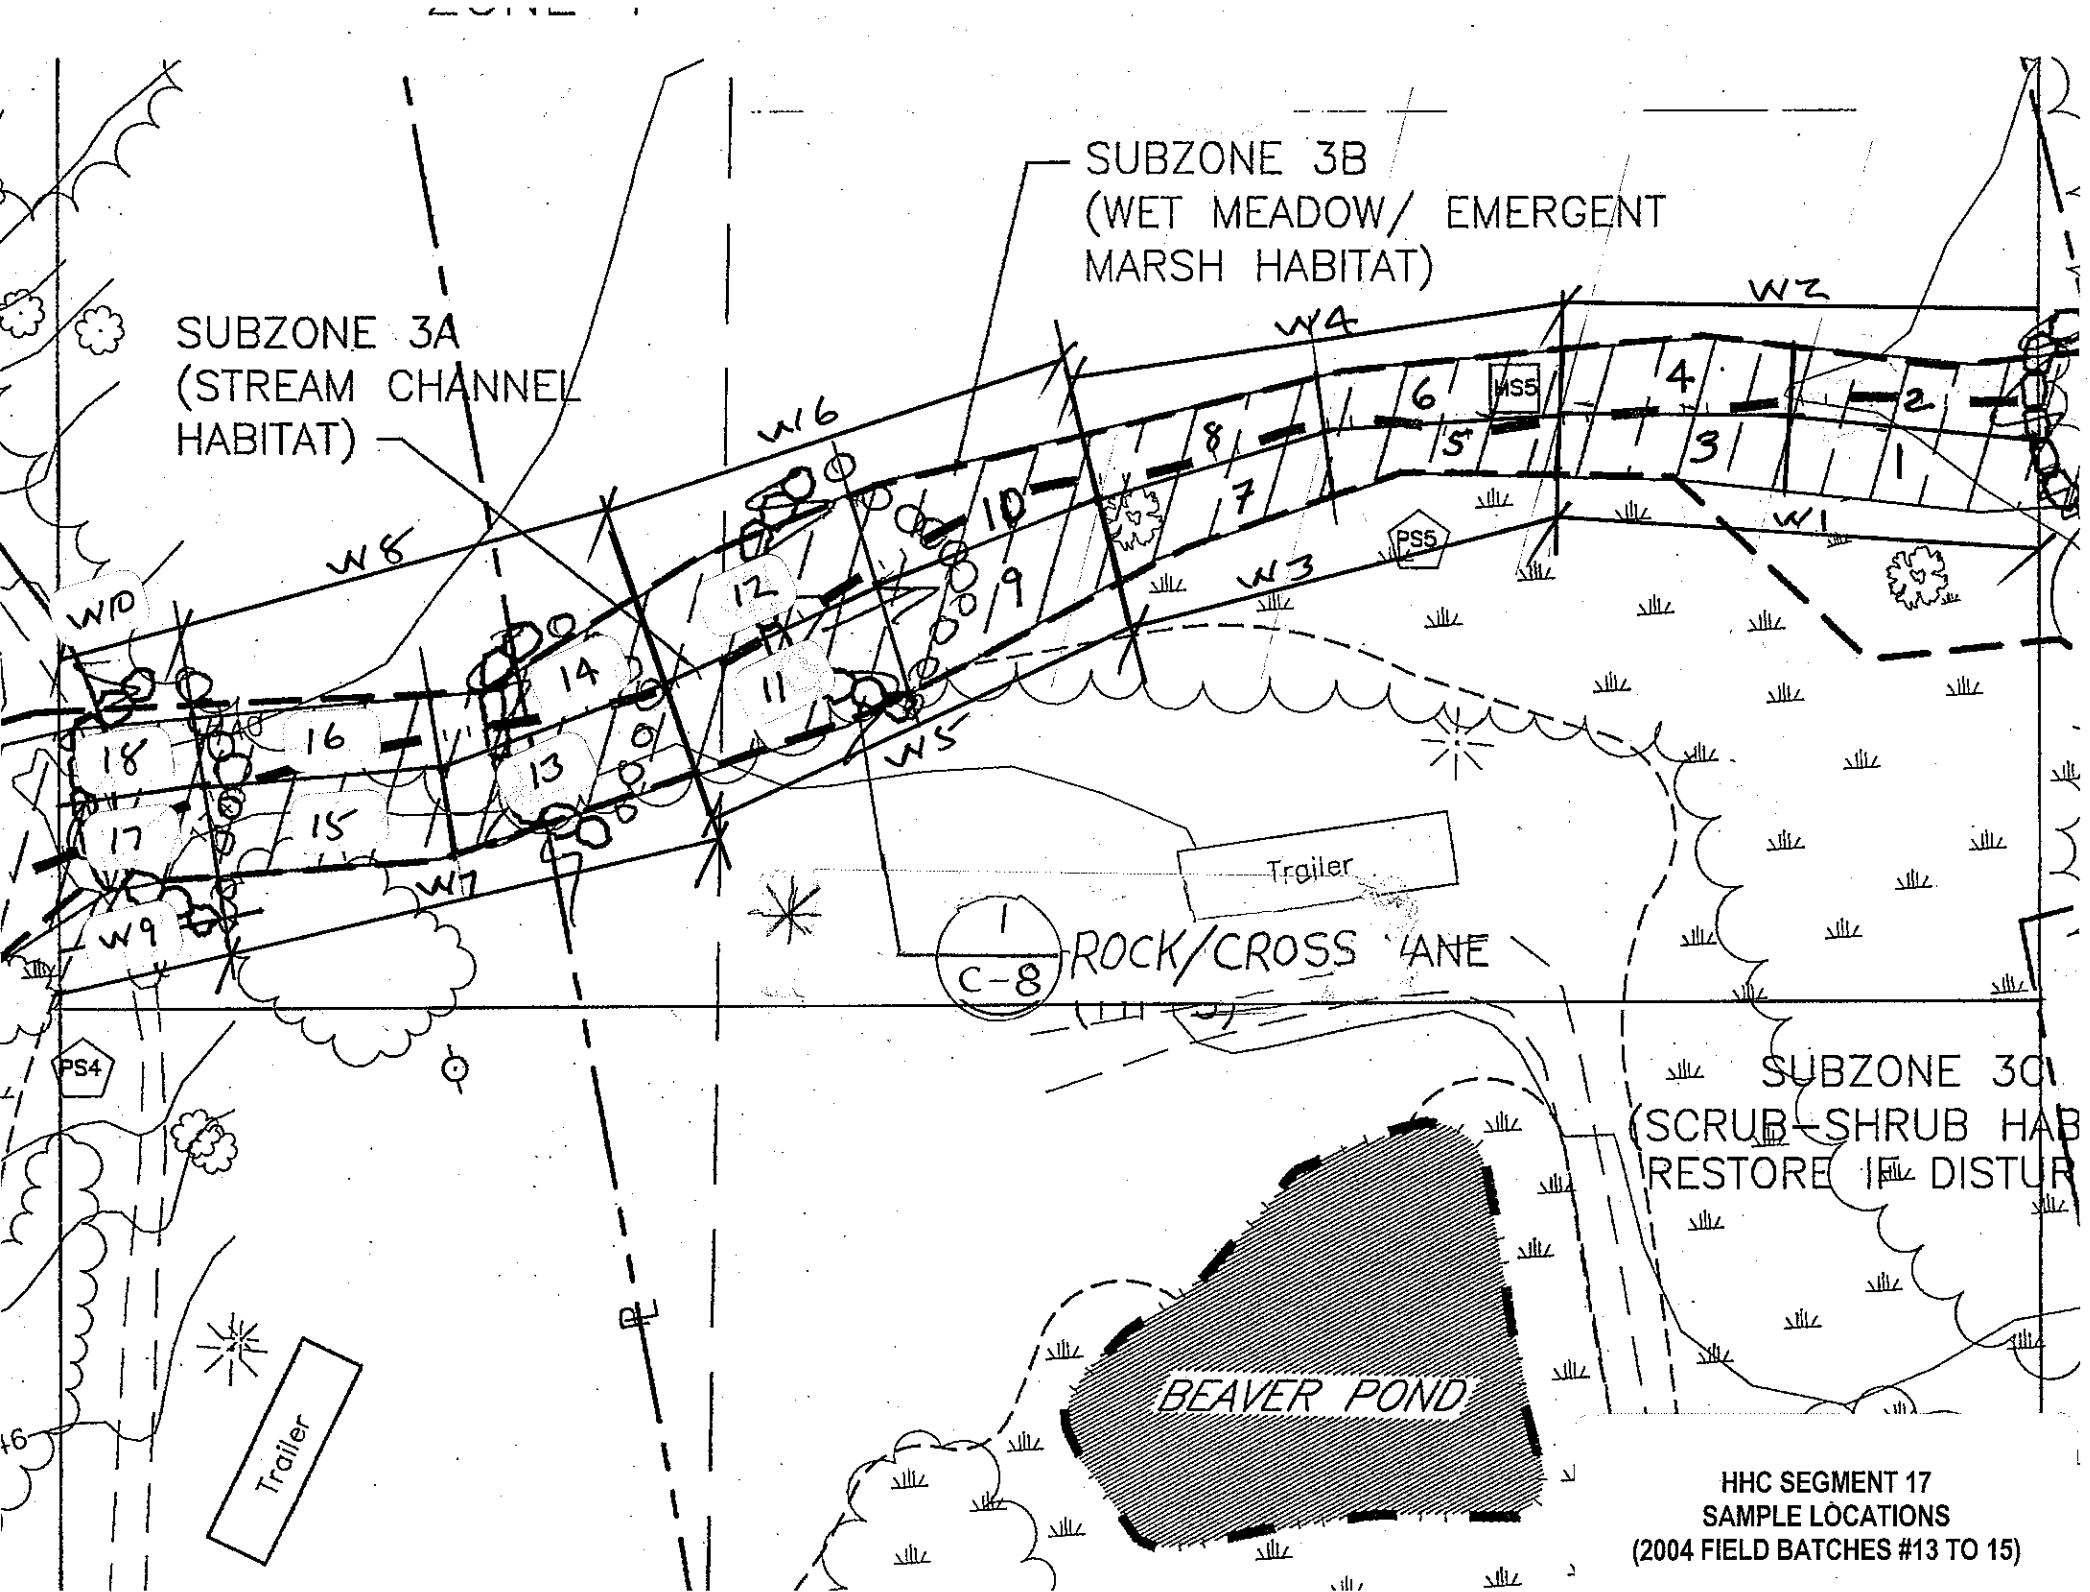 SUBZONE 3B
(WET MEADOW/ EMERGENT
MARSH HABITAT)
SUBZONE 3A
(STREAM CHANNEL
HABITAT)
W2
W4
W6
W8
W10
4
2
6
HS5
3
1
5
8
7
10
9
12
11
14
13
16
15
18
17
W1
PS5
W3
W5
W7
W9
Trailer
1
C-8
ROCK/CROSS
PS4
SUBZONE 3C
(SCRUB-SHRUB HAB
RESTORE IF DISTUR
PL
BEAVER POND
Trailer
46
HHC SEGMENT 17
SAMPLE LOCATIONS
(2004 FIELD BATCHES #13 TO 15)